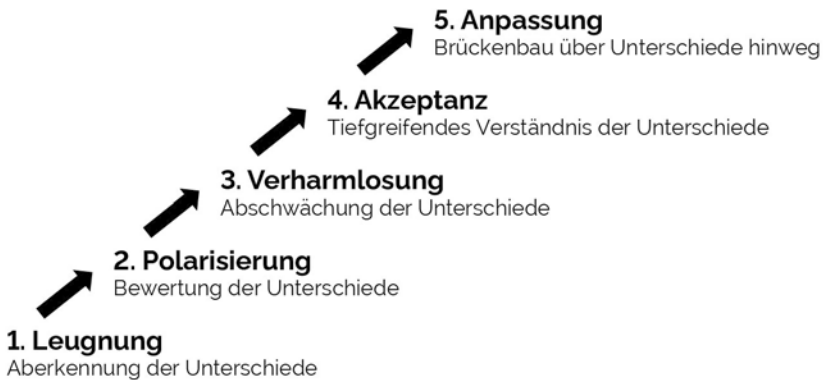 5. Anpassung
Brückenbau über Unterschiede hinweg
4. Akzeptanz
Tiefgreifendes Verständnis der Unterschiede
3. Verharmlosung
Abschwächung der Unterschiede
2. Polarisierung
Bewertung der Unterschiede
1. Leugnung
Aberkennung der Unterschiede